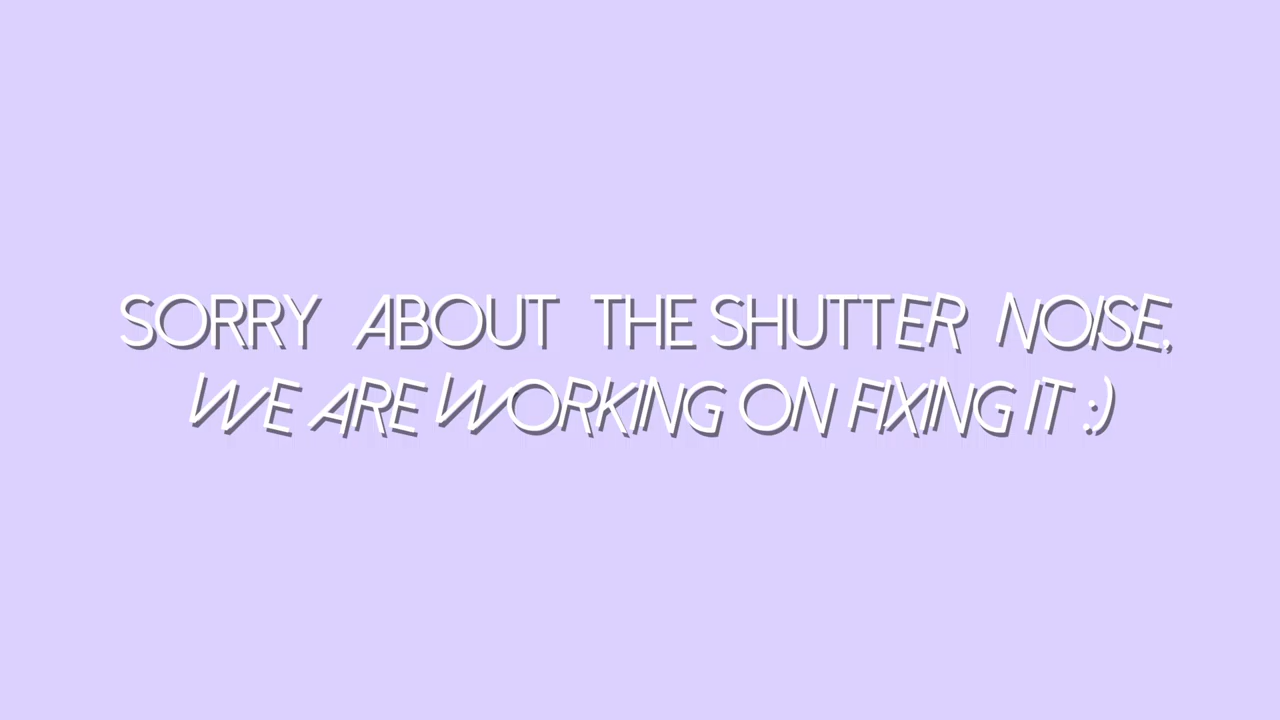 SORRY ABOUT THE SHUTTER NOISE,
WE ARE WORKING ON FIXING IT :)